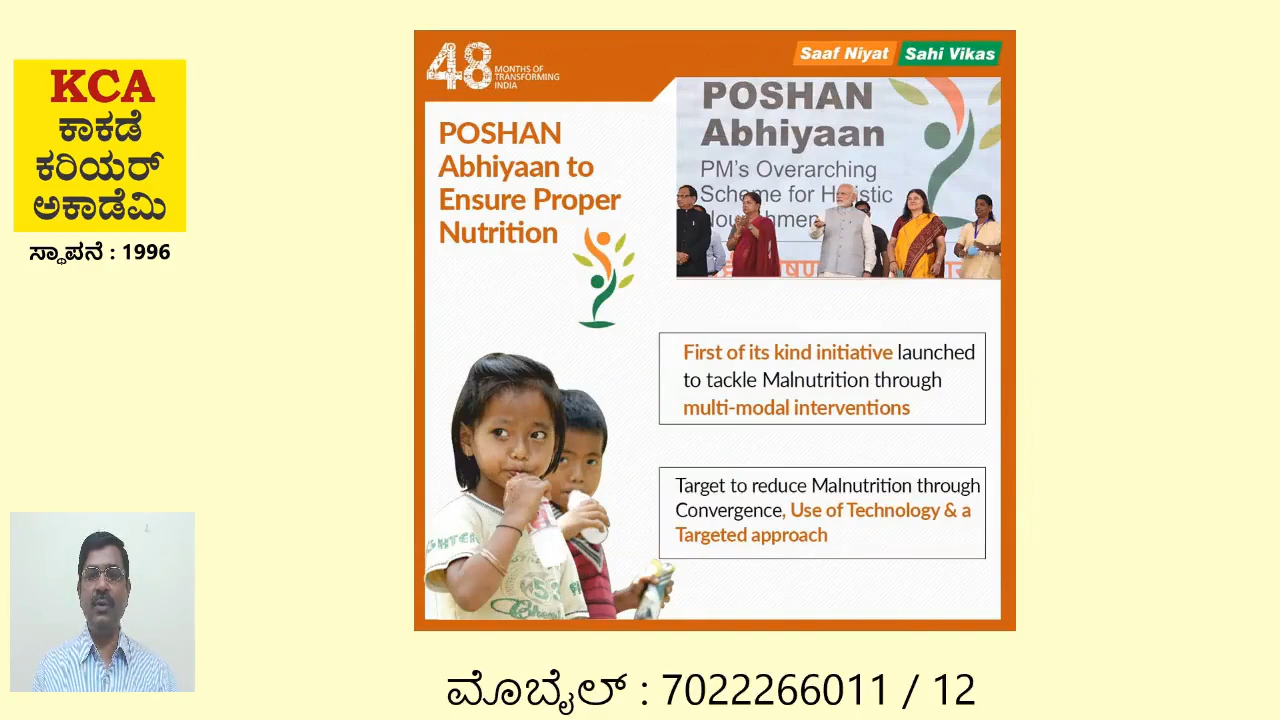 KCA
ಕಾಕಡೆ
ಕರಿಯರ್
ಅಕಾಡೆಮಿ
ಸ್ಥಾಪನೆ : 1996
48 MONTHS OF
TRANSFORMING
INDIA
Saaf Niyat Sahi Vikas
POSHAN
Abhiyaan to
Ensure Proper
Nutrition
POSHAN
Abhiyaan
PM's Overarching
for
First of its kind initiative launched
to tackle Malnutrition through
multi-modal interventions
Target to reduce Malnutrition through
Convergence, Use of Technology & a
Targeted approach
ಮೊಬೈಲ್ : 7022266011 / 12